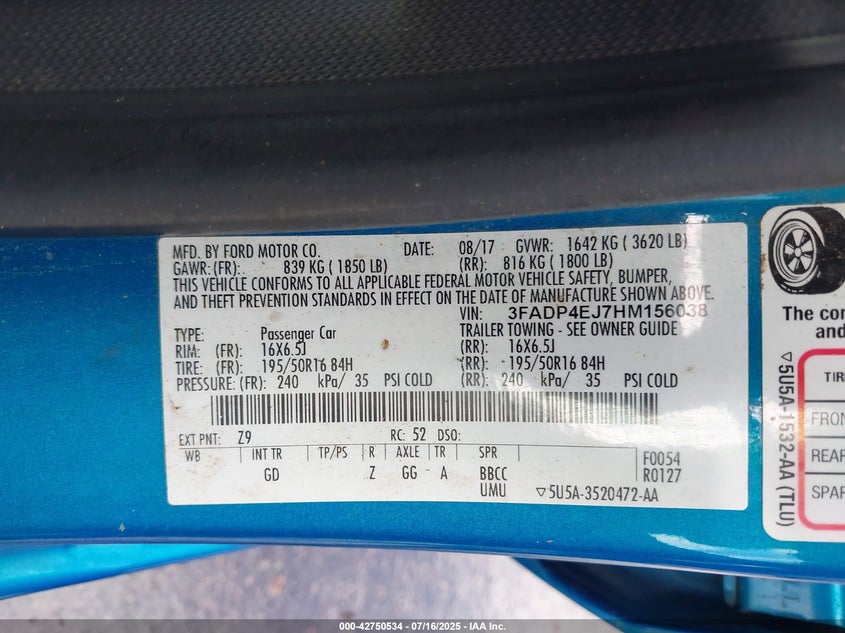 MFD. BY FORD MOTOR CO. DATE: 08/17 GVWR: 1642 KG ( 3620 LB)
GAWR:(FR): 839 KG ( 1850 LB) (RR): 816 KG ( 1800 LB)
THIS VEHICLE CONFORMS TO ALL APPLICABLE FEDERAL MOTOR VEHICLE SAFETY, BUMPER,
AND THEFT PREVENTION STANDARDS IN EFFECT ON THE DATE OF MANUFACTURE SHOWN ABOVE.
VIN: 3FADP4EJ7HM156038
TYPE: Passenger Car TRAILER TOWING - SEE OWNER GUIDE
RIM: (FR): 16X6.5J (RR): 16X6.5J
TIRE: (FR): 195/50R16 84H (RR): 195/50R16 84H
PRESSURE:(FR): 240 kPa/ 35 PSI COLD (RR): 240 kPa/ 35 PSI COLD
EXT PNT: Z9 RC: 52 DSO:
WB INT TR TP/PS R AXLE TR SPR F0054
GD Z GG - A BBCC R0127
UMU ▽5U5A-3520472-AA
The con
and
▽5U5A-1532-AA (TLU)
TIR
FRON
REAR
SPAR
000-42750534 - 07/16/2025 - IAA Inc.